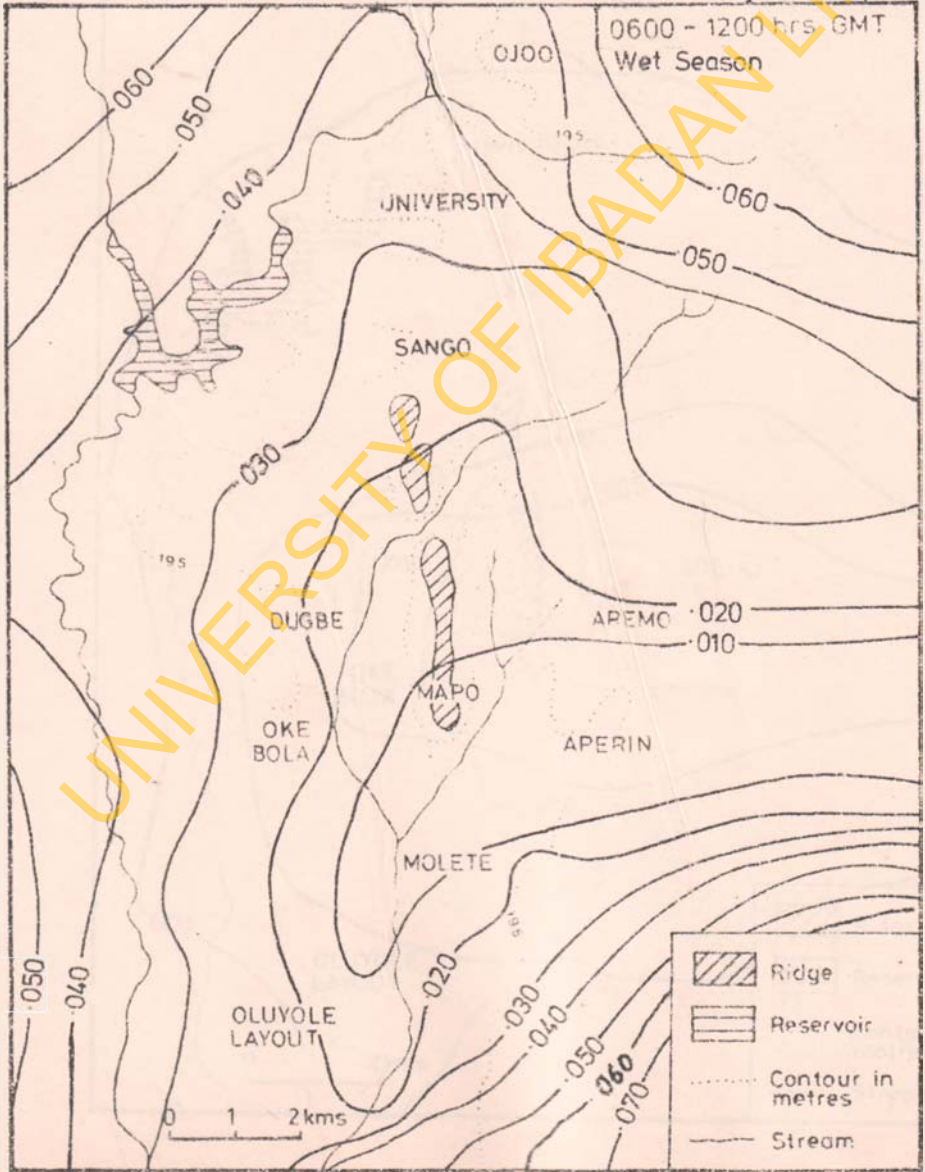 0600 - 1200 hrs. GMT
Wet Season
OJOO
·060
·050
·040
195
UNIVERSITY
·060
·050
SANGO
·030
195
DUGBE
AREMO
·020
·010
MAPO
OKE
BOLA
APERIN
MOLETE
195
·050
·040
·020
·030
·040
·050
·060
·070
OLUYOLE
LAYOUT
0 1 2 kms
Ridge
Reservoir
Contour in
metres
Stream
UNIVERSITY OF IBADAN